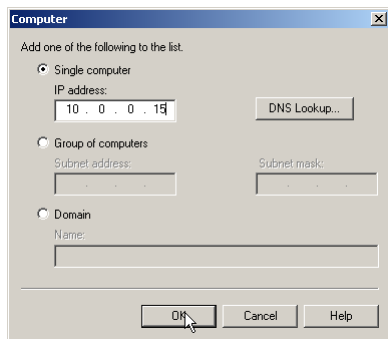 Computer
Add one of the following to the list.
Single computer
IP address:
10 . 0 . 0 . 15
DNS Lookup...
Group of computers
Subnet address: Subnet mask:
. . . . . .
Domain
Name:
OK Cancel Help